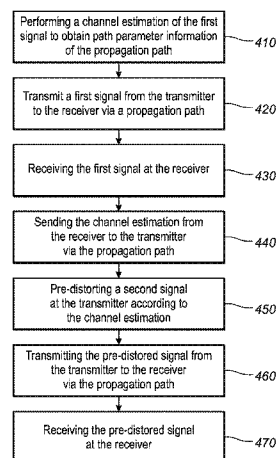 Performing a channel estimation of the first
signal to obtain path parameter information
of the propagation path
410
Transmit a first signal from the transmitter
to the receiver via a propagation path
420
Receiving the first signal at the receiver
430
Sending the channel estimation from
the receiver to the transmitter
via the propagation path
440
Pre-distorting a second signal
at the transmitter according to
the channel estimation
450
Transmitting the pre-distored signal from
the transmitter to the receiver
via the propagation path
460
Receiving the pre-distored signal
at the receiver
470